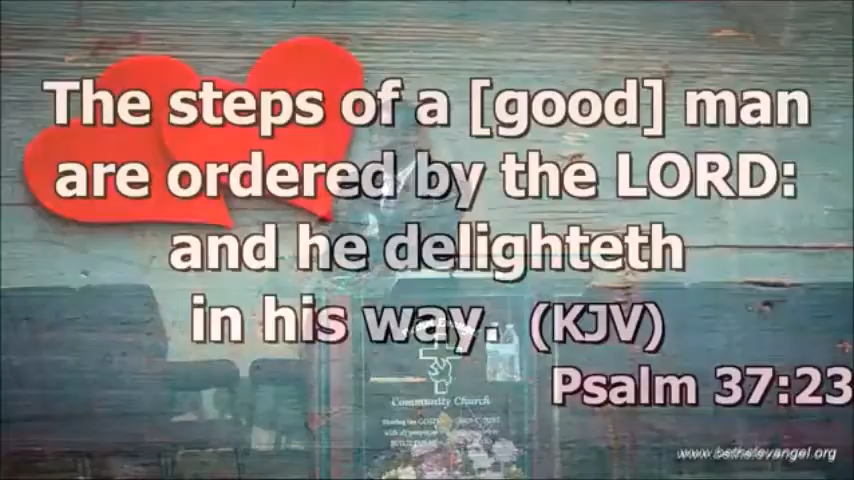 The steps of a [good] man
are ordered by the LORD:
and he delighteth
in his way. (KJV)
Psalm 37:23
Community Church
www.bethelevangel.org